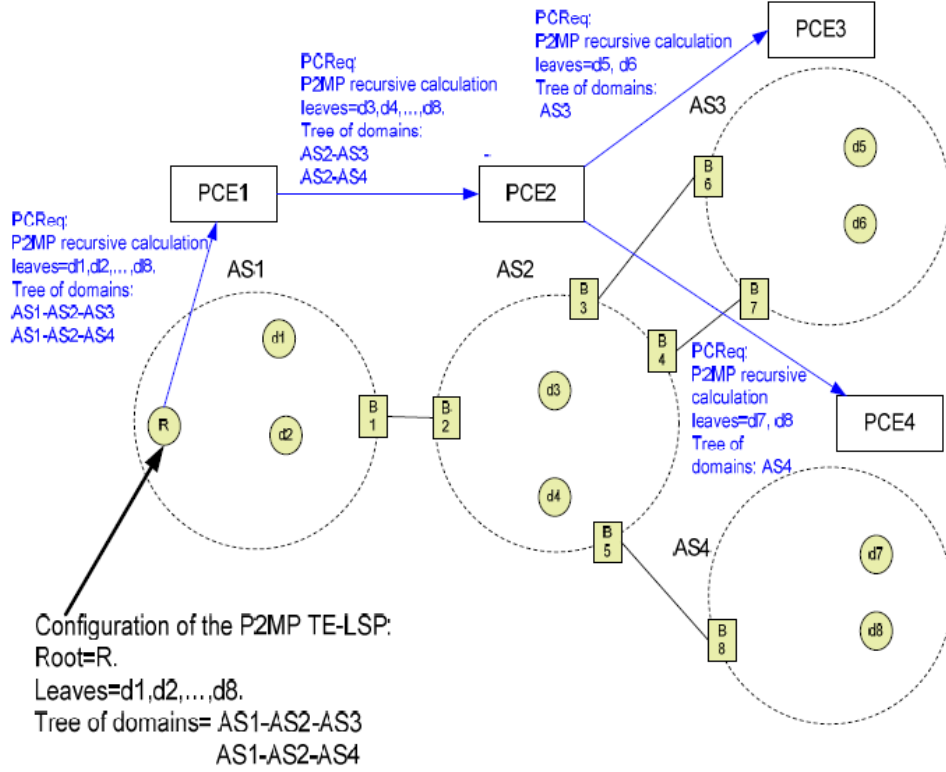 PCReq:
P2MP recursive calculation
leaves=d5, d6
Tree of domains:
AS3
PCE3
PCReq:
P2MP recursive calculation
leaves=d3,d4,...,d8.
Tree of domains:
AS2-AS3
AS2-AS4
AS3
PCE1
PCE2
B
6
d5
d6
PCReq:
P2MP recursive calculation
leaves=d1,d2,...,d8.
Tree of domains:
AS1-AS2-AS3
AS1-AS2-AS4
AS1
AS2
B
3
B
7
d1
B
4
PCReq:
P2MP recursive
calculation
leaves=d7, d8
Tree of
domains: AS4
PCE4
R
d2
B
1
B
2
d3
d4
B
5
AS4
d7
d8
B
8
Configuration of the P2MP TE-LSP:
Root=R.
Leaves=d1,d2,...,d8.
Tree of domains= AS1-AS2-AS3
AS1-AS2-AS4